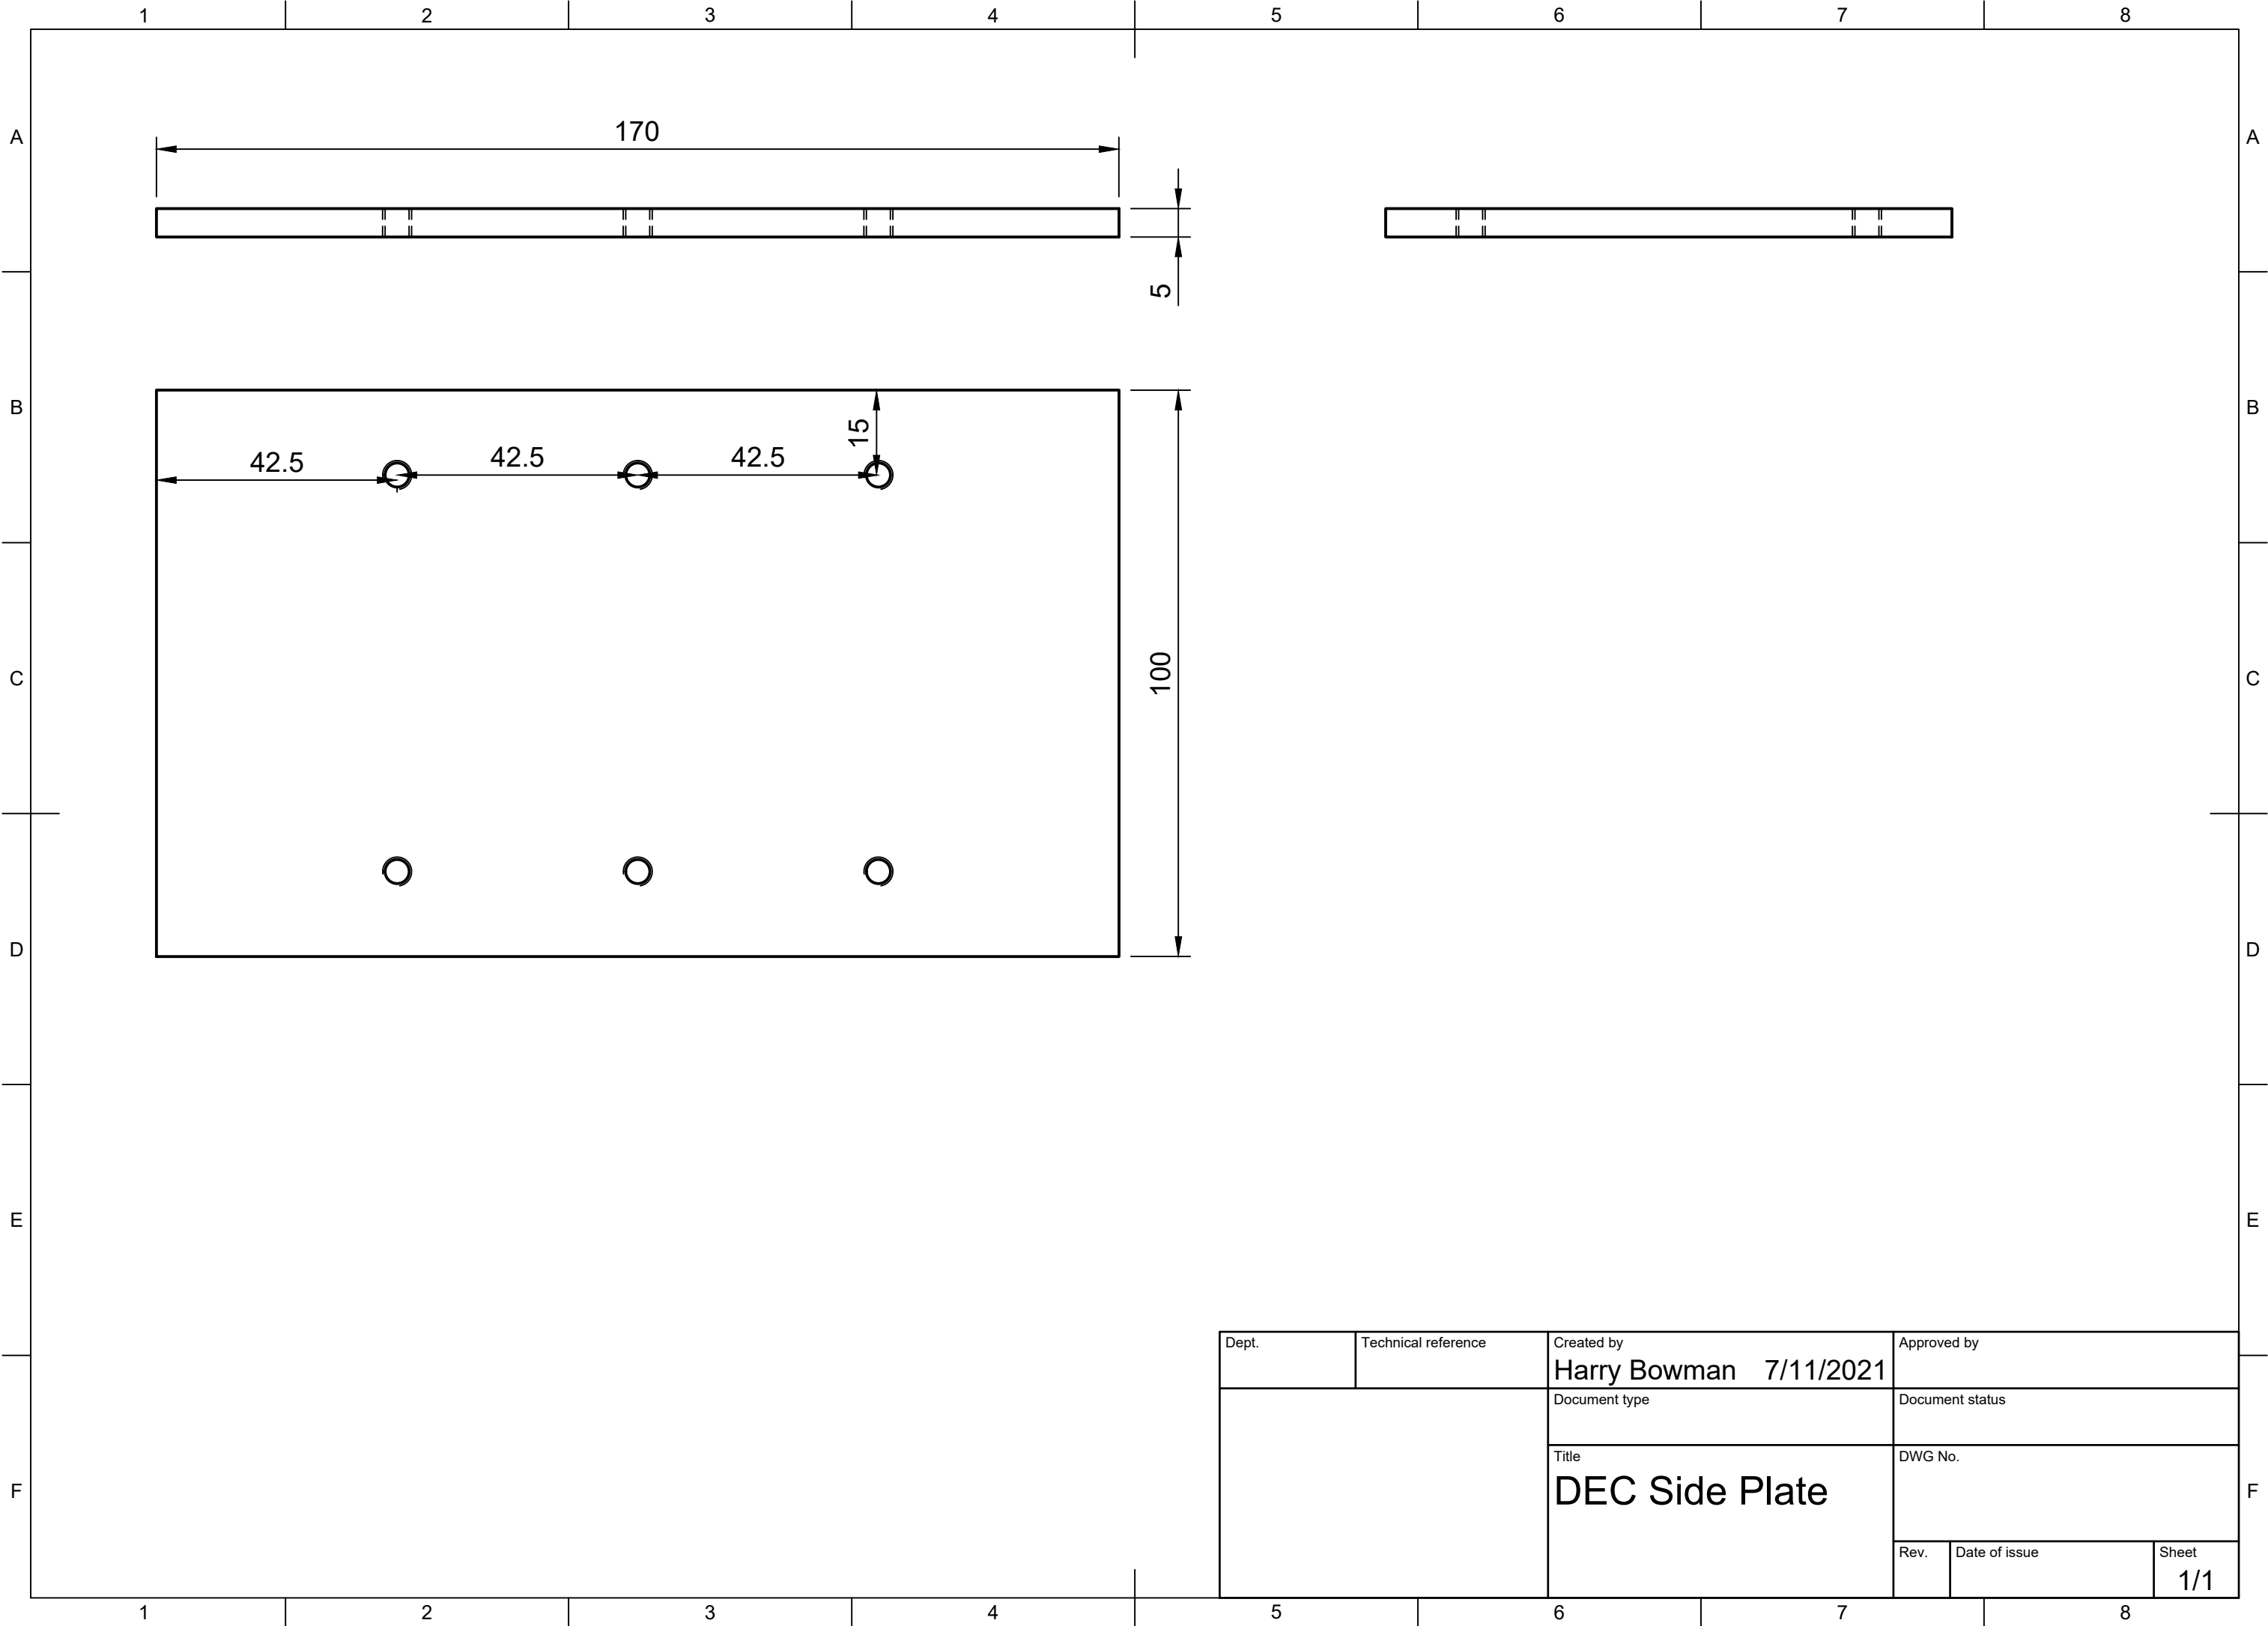 1 2 3 4 5 6 7 8
A A
170
5
B B
15
42.5 42.5 42.5
100
C C
D D
E E
Dept. Technical reference Created by Approved by
Harry Bowman 7/11/2021
Document type Document status
Title DWG No.
DEC Side Plate
F F
Rev. Date of issue Sheet
1/1
1 2 3 4 5 6 7 8